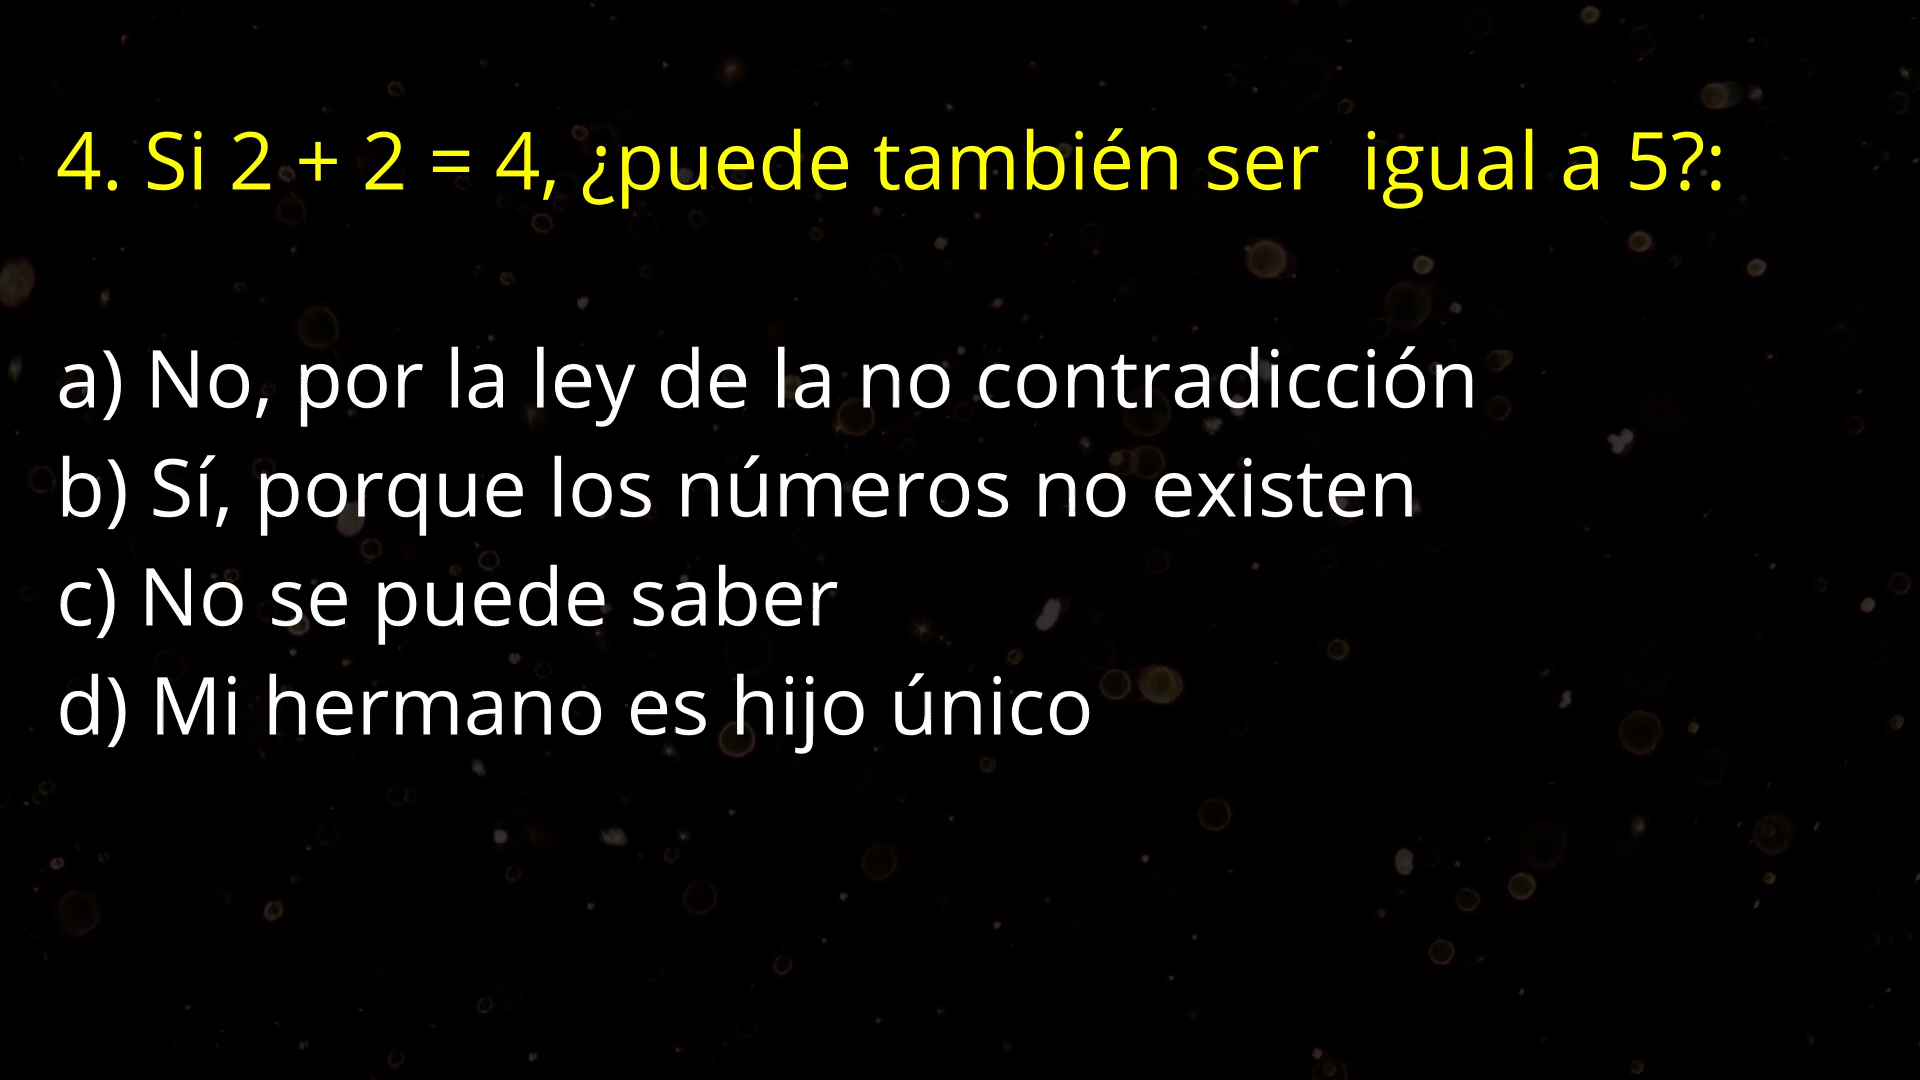 4. Si 2 + 2 = 4, ¿puede también ser  igual a 5?:
a) No, por la ley de la no contradicción
b) Sí, porque los números no existen
c) No se puede saber
d) Mi hermano es hijo único